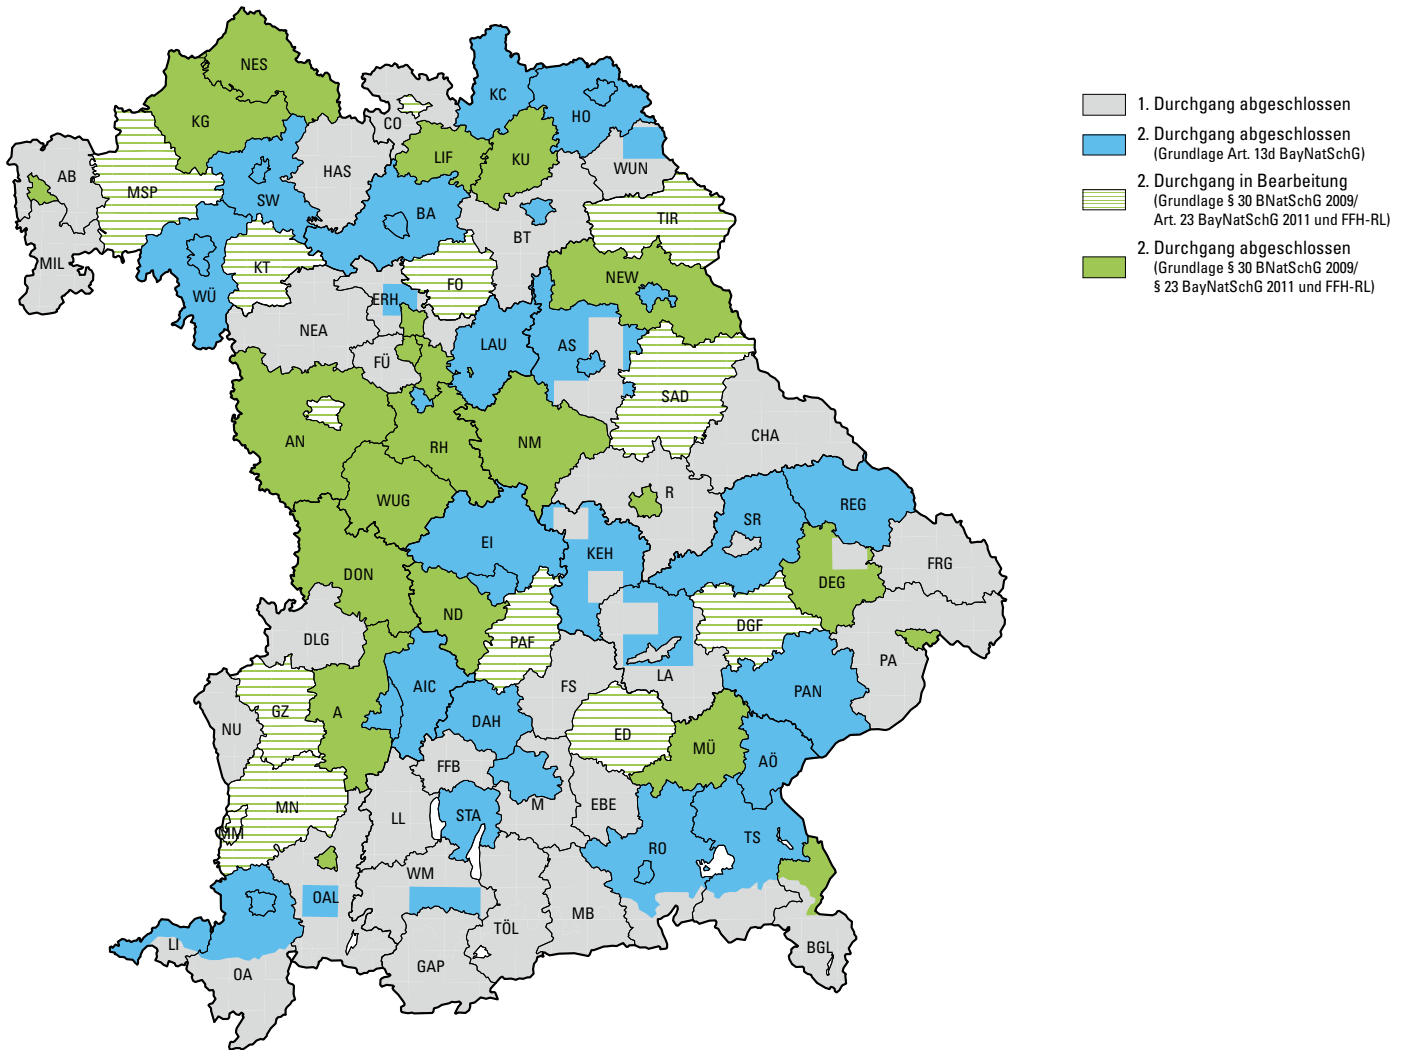 NES
KC
KG
CO
HO
AB
HAS
LIF
KU
WUN
MSP
SW
BA
TIR
BT
MIL
KT
WÜ
FO
NEW
ERH
NEA
FÜ
LAU
AS
SAD
AN
RH
NM
CHA
WUG
R
SR
REG
EI
KEH
FRG
DON
ND
DEG
DLG
PAF
DGF
PA
LA
AIC
FS
PAN
NU
GZ
A
DAH
ED
MÜ
AÖ
FFB
MN
MM
LL
STA
M
EBE
TS
RO
WM
OAL
TÖL
MB
LI
OA
GAP
BGL
1. Durchgang abgeschlossen
2. Durchgang abgeschlossen
(Grundlage Art. 13d BayNatSchG)
2. Durchgang in Bearbeitung
(Grundlage § 30 BNatSchG 2009/
Art. 23 BayNatSchG 2011 und FFH-RL)
2. Durchgang abgeschlossen
(Grundlage § 30 BNatSchG 2009/
§ 23 BayNatSchG 2011 und FFH-RL)